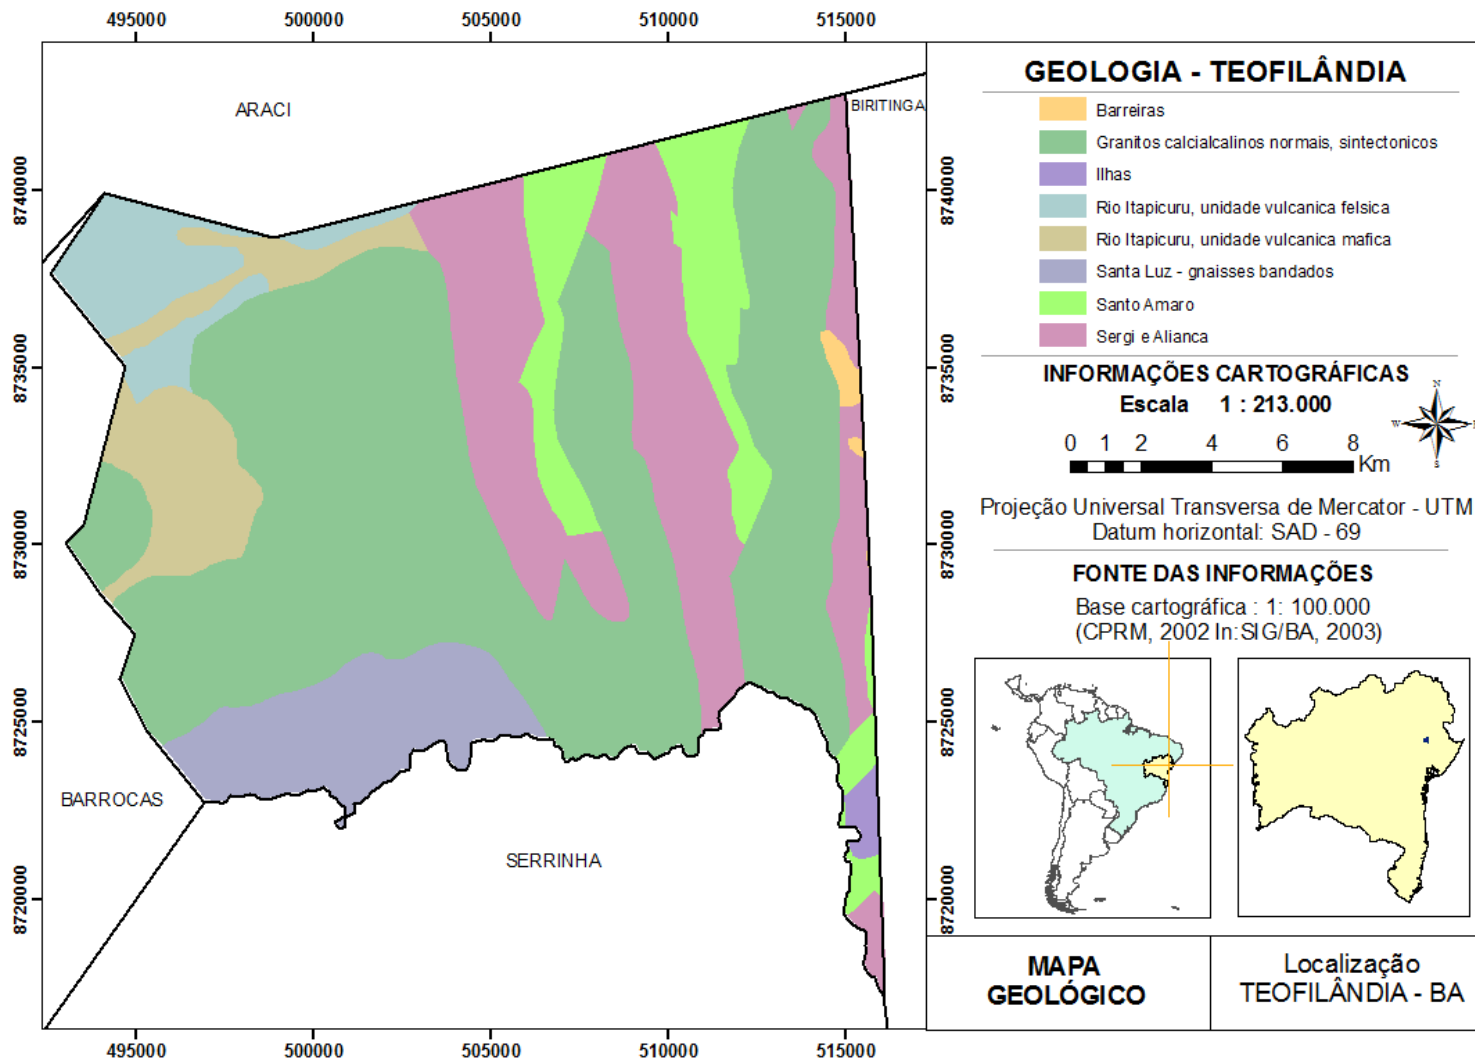 495000 500000 505000 510000 515000
8740000
8735000
8730000
8725000
8720000
ARACI
BIRITINGA
BARROCAS
SERRINHA
8740000
8735000
8730000
8725000
8720000
495000 500000 505000 510000 515000
GEOLOGIA - TEOFILÂNDIA
Barreiras
Granitos calcialcalinos normais, sintectonicos
Ilhas
Rio Itapicuru, unidade vulcanica felsica
Rio Itapicuru, unidade vulcanica mafica
Santa Luz - gnaisses bandados
Santo Amaro
Sergi e Alianca
INFORMAÇÕES CARTOGRÁFICAS
Escala 1 : 213.000
N
W E
S
0 1 2 4 6 8
Km
Projeção Universal Transversa de Mercator - UTM
Datum horizontal: SAD - 69
FONTE DAS INFORMAÇÕES
Base cartográfica : 1: 100.000
(CPRM, 2002 In:SIG/BA, 2003)
MAPA
GEOLÓGICO
Localização
TEOFILÂNDIA - BA